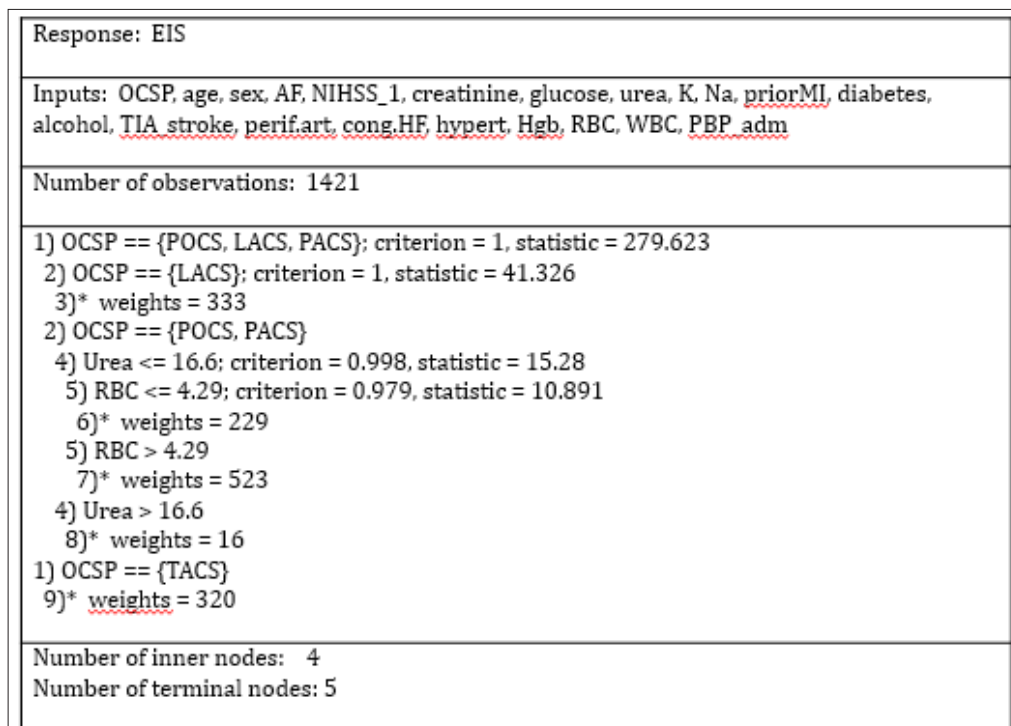 Response: EIS
Inputs: OCSP, age, sex, AF, NIHSS_1, creatinine, glucose, urea, K, Na, priorMI, diabetes,
alcohol, TIA_stroke, perif.art, cong.HF, hypert, Hgb, RBC, WBC, PBP_adm
Number of observations: 1421
1) OCSP == {POCS, LACS, PACS}; criterion = 1, statistic = 279.623
2) OCSP == {LACS}; criterion = 1, statistic = 41.326
3)* weights = 333
2) OCSP == {POCS, PACS}
4) Urea <= 16.6; criterion = 0.998, statistic = 15.28
5) RBC <= 4.29; criterion = 0.979, statistic = 10.891
6)* weights = 229
5) RBC > 4.29
7)* weights = 523
4) Urea > 16.6
8)* weights = 16
1) OCSP == {TACS}
9)* weights = 320
Number of inner nodes: 4
Number of terminal nodes: 5